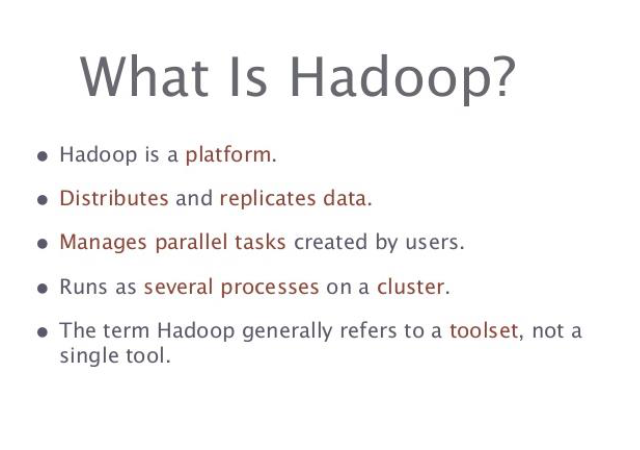 What Is Hadoop?
• Hadoop is a platform.
• Distributes and replicates data.
• Manages parallel tasks created by users.
• Runs as several processes on a cluster.
• The term Hadoop generally refers to a toolset, not a
single tool.